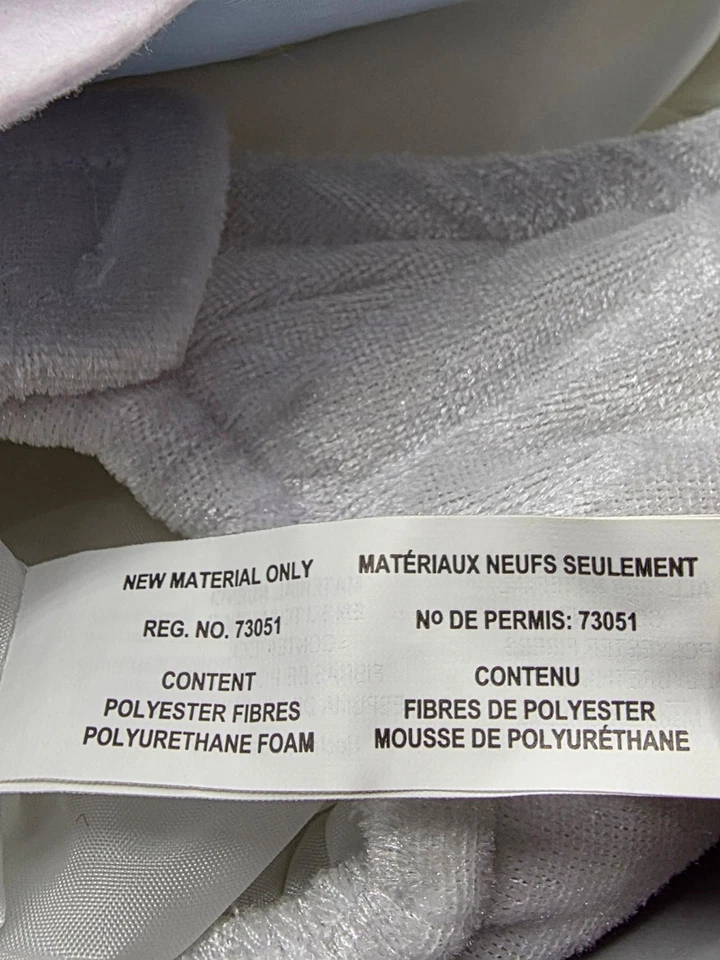 NEW MATERIAL ONLY
REG. NO. 73051
CONTENT
POLYESTER FIBRES
POLYURETHANE FOAM
MATÉRIAUX NEUFS SEULEMENT
Nº DE PERMIS: 73051
CONTENU
FIBRES DE POLYESTER
MOUSSE DE POLYURÉTHANE